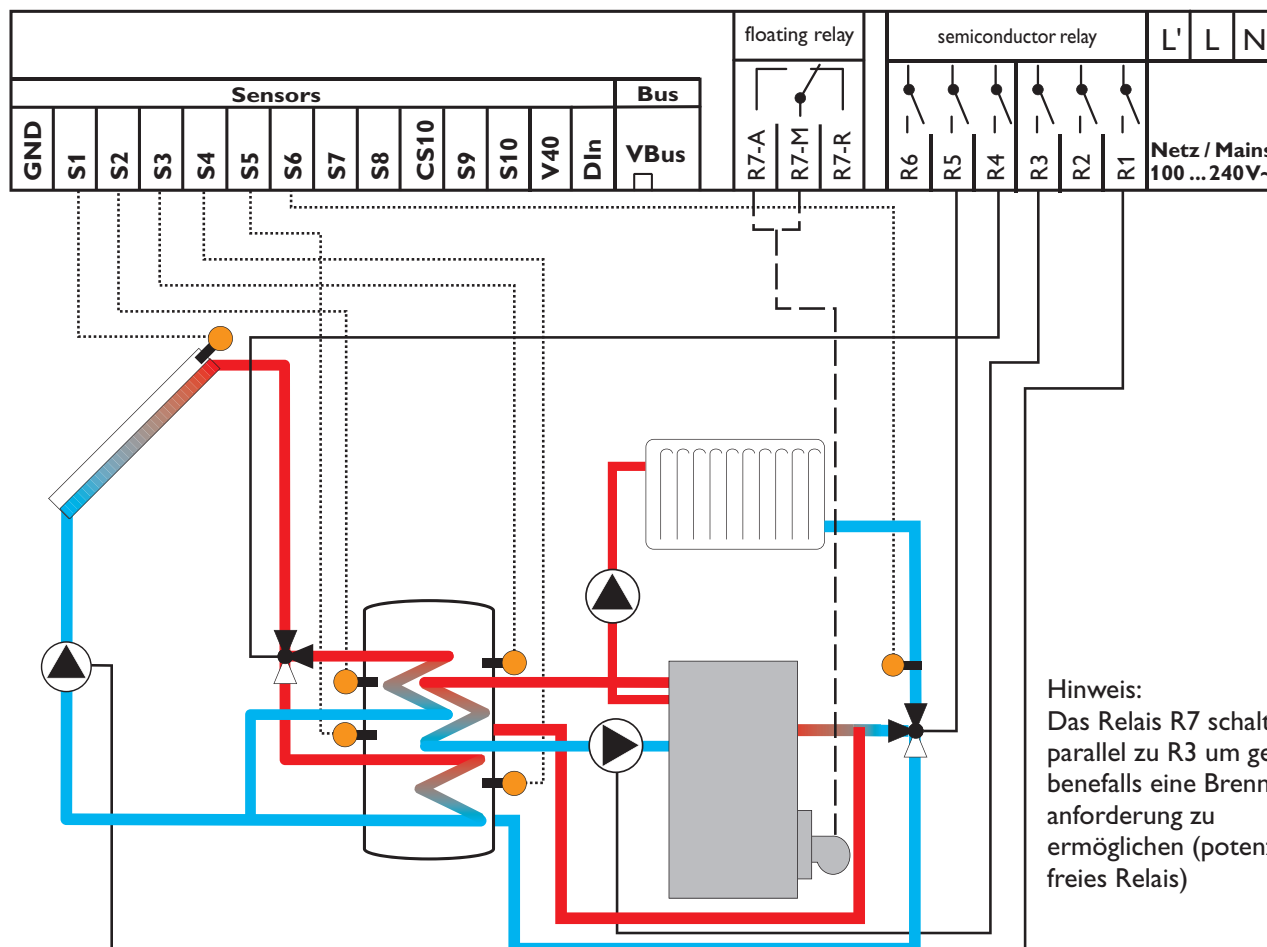 floating relay
semiconductor relay
L' L N
Sensors
Bus
GND
S1
S2
S3
S4
S5
S6
S7
S8
CS10
S9
S10
V40
DIn
VBus
R7-A
R7-M
R7-R
R6
R5
R4
R3
R2
R1
Netz / Mains
100 ... 240V~
Hinweis:
Das Relais R7 schalt
parallel zu R3 um ge
benefalls eine Brenn
anforderung zu
ermöglichen (poten
freies Relais)